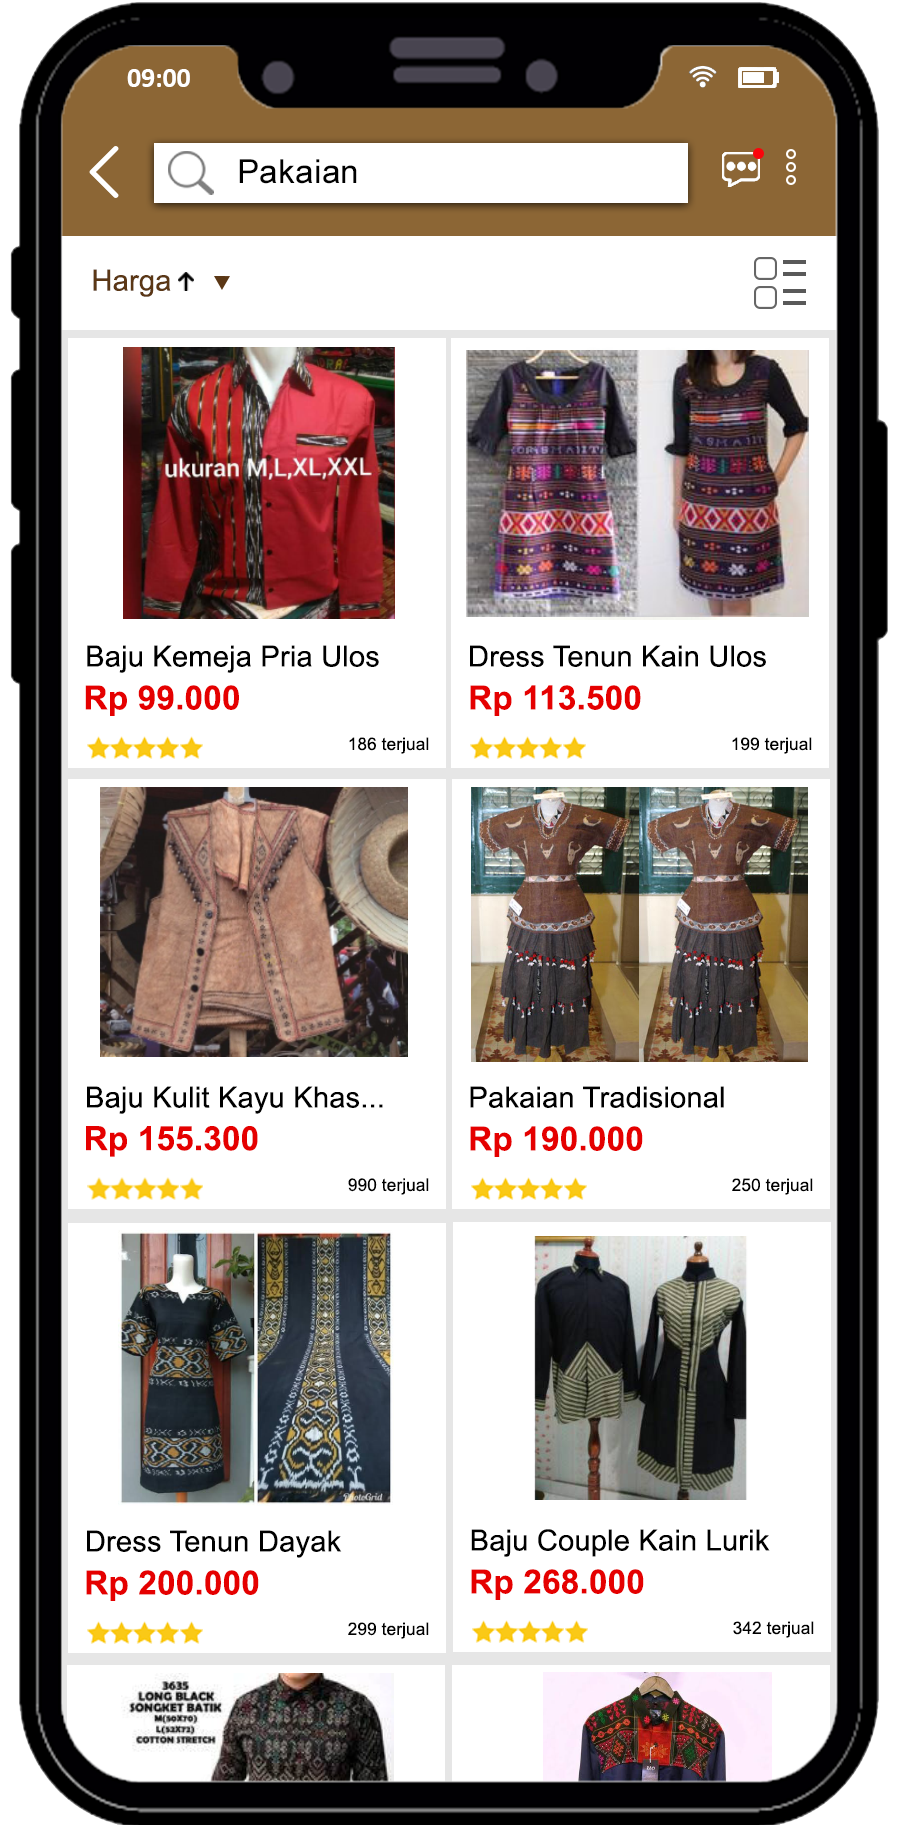 09:00
Pakaian
Harga
ukuran M,L,XL,XXL
Baju Kemeja Pria Ulos
Rp 99.000
186 terjual
Dress Tenun Kain Ulos
Rp 113.500
199 terjual
Baju Kulit Kayu Khas...
Rp 155.300
990 terjual
Pakaian Tradisional
Rp 190.000
250 terjual
PhotoGrid
Dress Tenun Dayak
Rp 200.000
299 terjual
Baju Couple Kain Lurik
Rp 268.000
342 terjual
3635
LONG BLACK
SONGKET BATIK
M(50X70)
L(52X72)
COTTON STRETCH